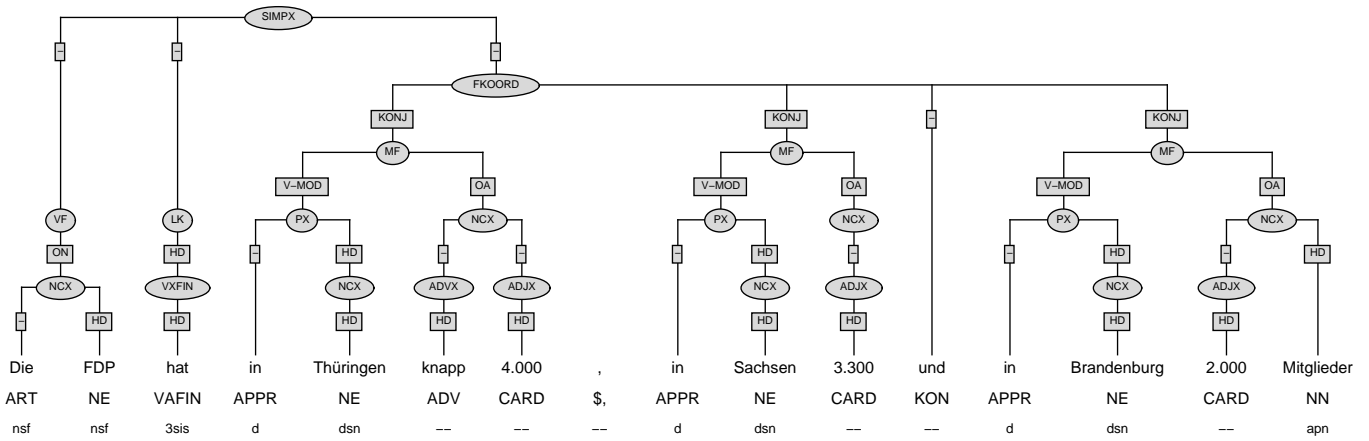 SIMPX
– – –
FKOORD
KONJ KONJ – KONJ
MF MF MF
V–MOD OA V–MOD OA V–MOD OA
VF LK PX NCX PX NCX PX NCX
ON HD – HD – – – HD – – HD – HD
NCX VXFIN NCX ADVX ADJX NCX ADJX NCX ADJX
– HD HD HD HD HD HD HD HD HD
Die FDP hat in Thüringen knapp 4.000 , in Sachsen 3.300 und in Brandenburg 2.000 Mitglieder
ART NE VAFIN APPR NE ADV CARD $, APPR NE CARD KON APPR NE CARD NN
nsf nsf 3sis d dsn –– –– –– d dsn –– –– d dsn –– apn